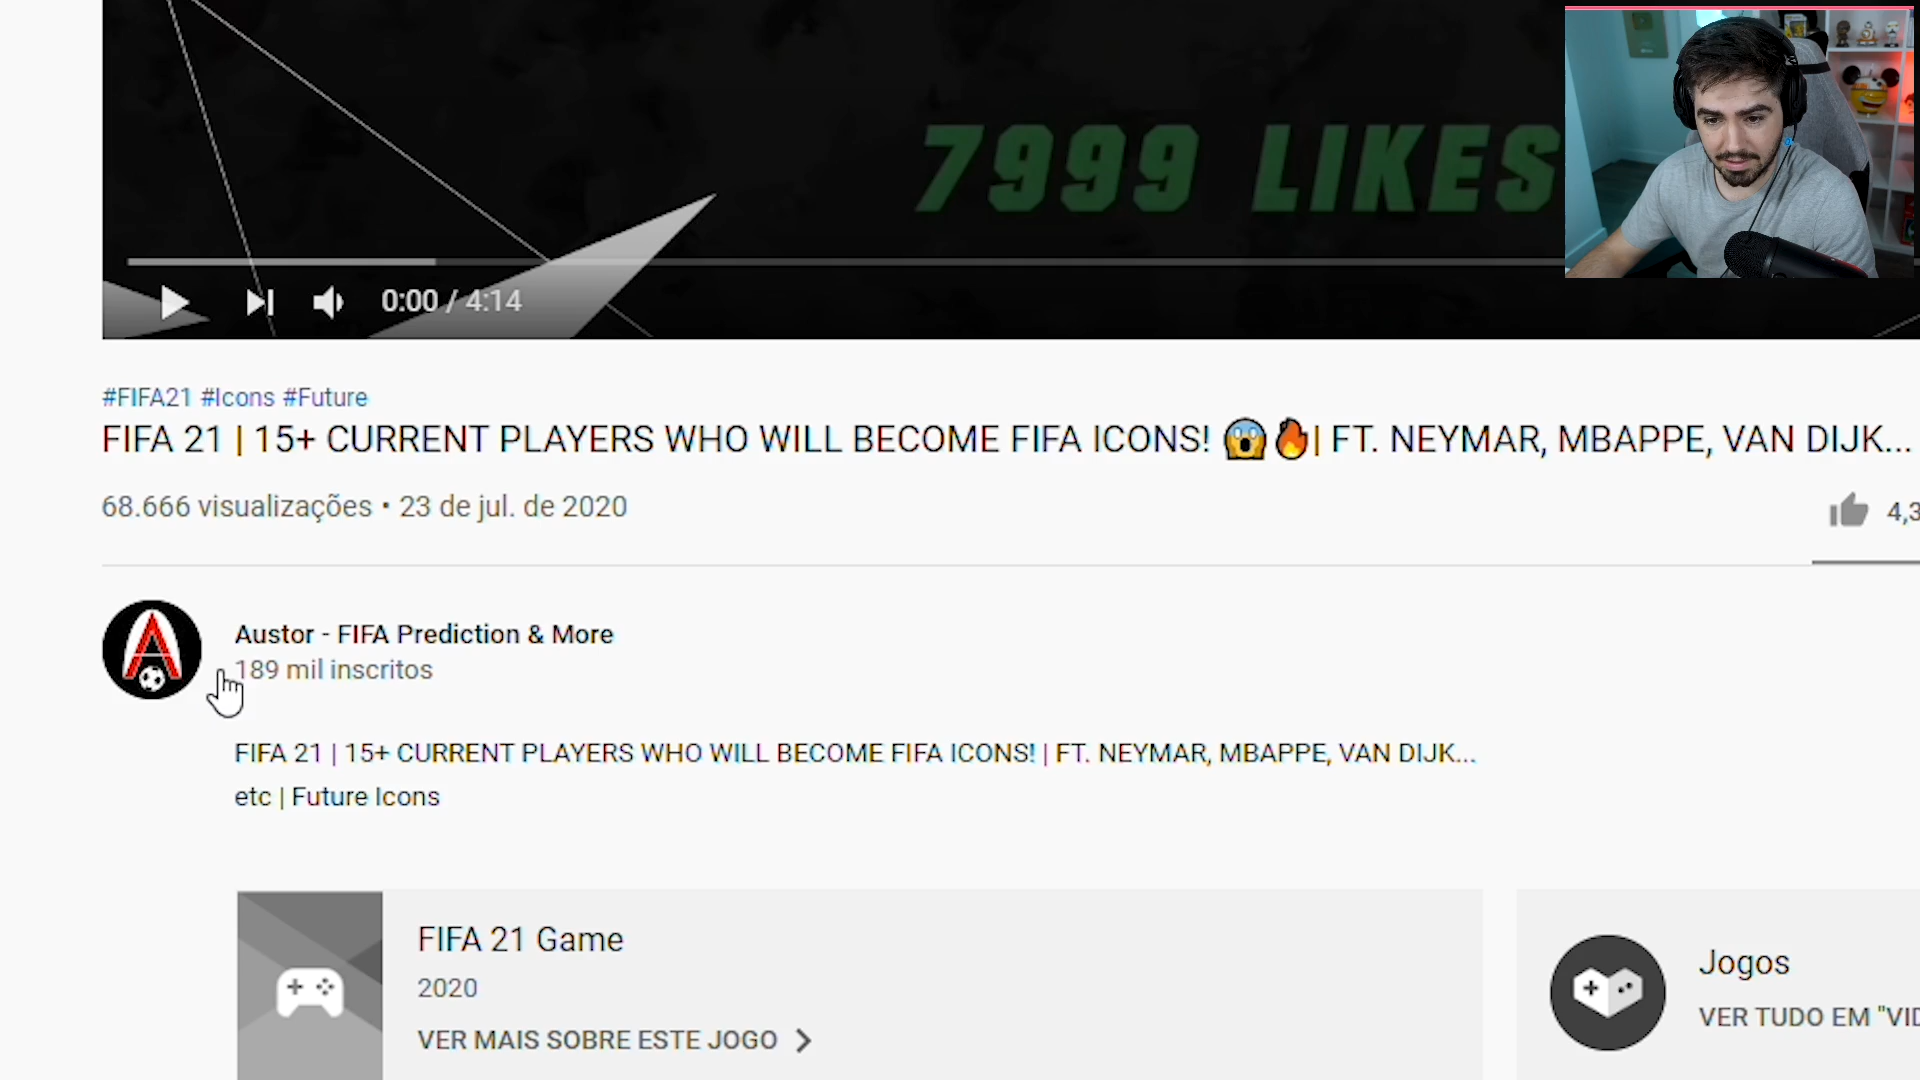 7999 LIKES
0:00 / 4:14
#FIFA21 #Icons #Future
FIFA 21 | 15+ CURRENT PLAYERS WHO WILL BECOME FIFA ICONS! 😱🔥| FT. NEYMAR, MBAPPE, VAN DIJK...
68.666 visualizações • 23 de jul. de 2020
4,3
Austor - FIFA Prediction & More
189 mil inscritos
FIFA 21 | 15+ CURRENT PLAYERS WHO WILL BECOME FIFA ICONS! | FT. NEYMAR, MBAPPE, VAN DIJK...
etc | Future Icons
FIFA 21 Game
2020
VER MAIS SOBRE ESTE JOGO
Jogos
VER TUDO EM "VID